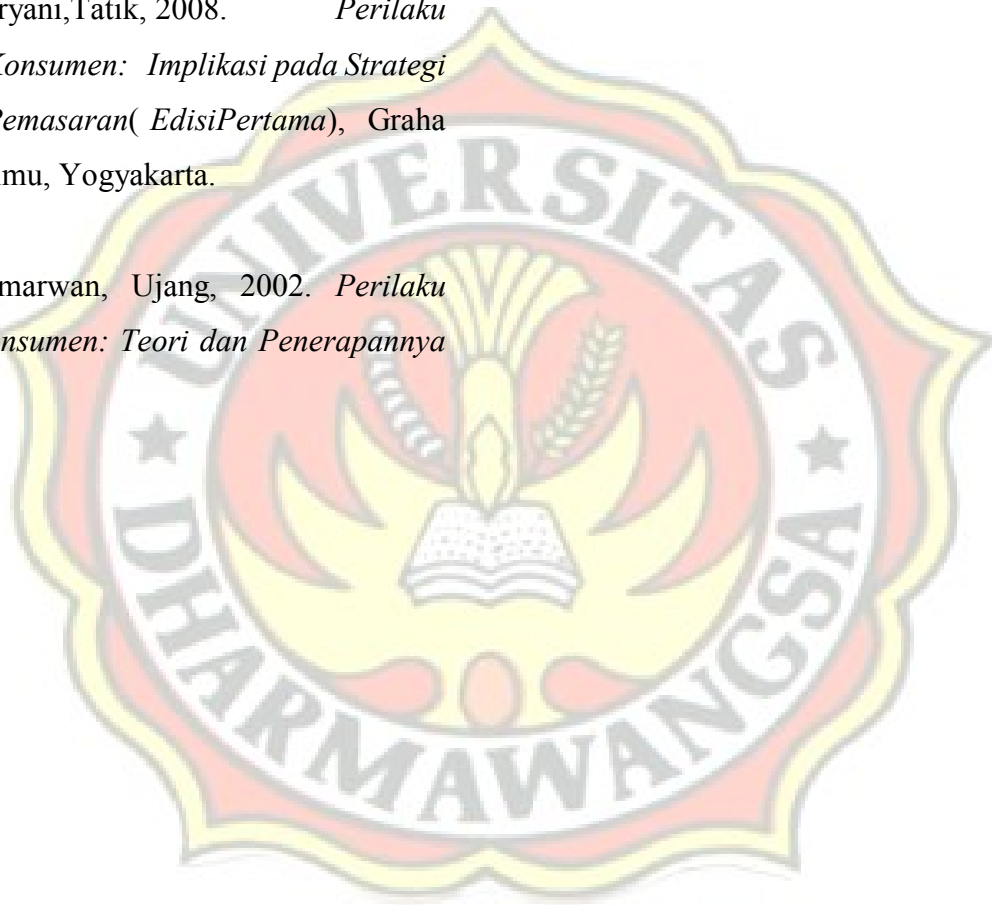 ryani,Tatik, 2008. Perilaku
Konsumen: Implikasi pada Strategi
Pemasaran( EdisiPertama), Graha
lmu, Yogyakarta.
marwan, Ujang, 2002. Perilaku
nsumen: Teori dan Penerapannya
UNIVERSITAS
DHARMAWANGSA